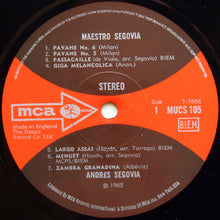 MAESTRO SEGOVIA
1. PAVANE No. 6 (Milan)
2. PAVANE No. 5 (Milan)
3. PASSACAILLE (de Visée, arr. Segovia) BIEM
4. GIGA MELANCOLICA (Anon.)
STEREO
mca
Made in England
The Decca
Record Co. Ltd.
Side
1
7-7666
MUCS 105
BIEM
5. LARGO ASSAI (Haydn, arr. Tarrega) BIEM
6. MENUET (Haydn, arr. Segovia)
MCPS/BIEM
7. ZAMBRA GRANADINA (Albéniz)
ANDRES SEGOVIA
℗ 1965